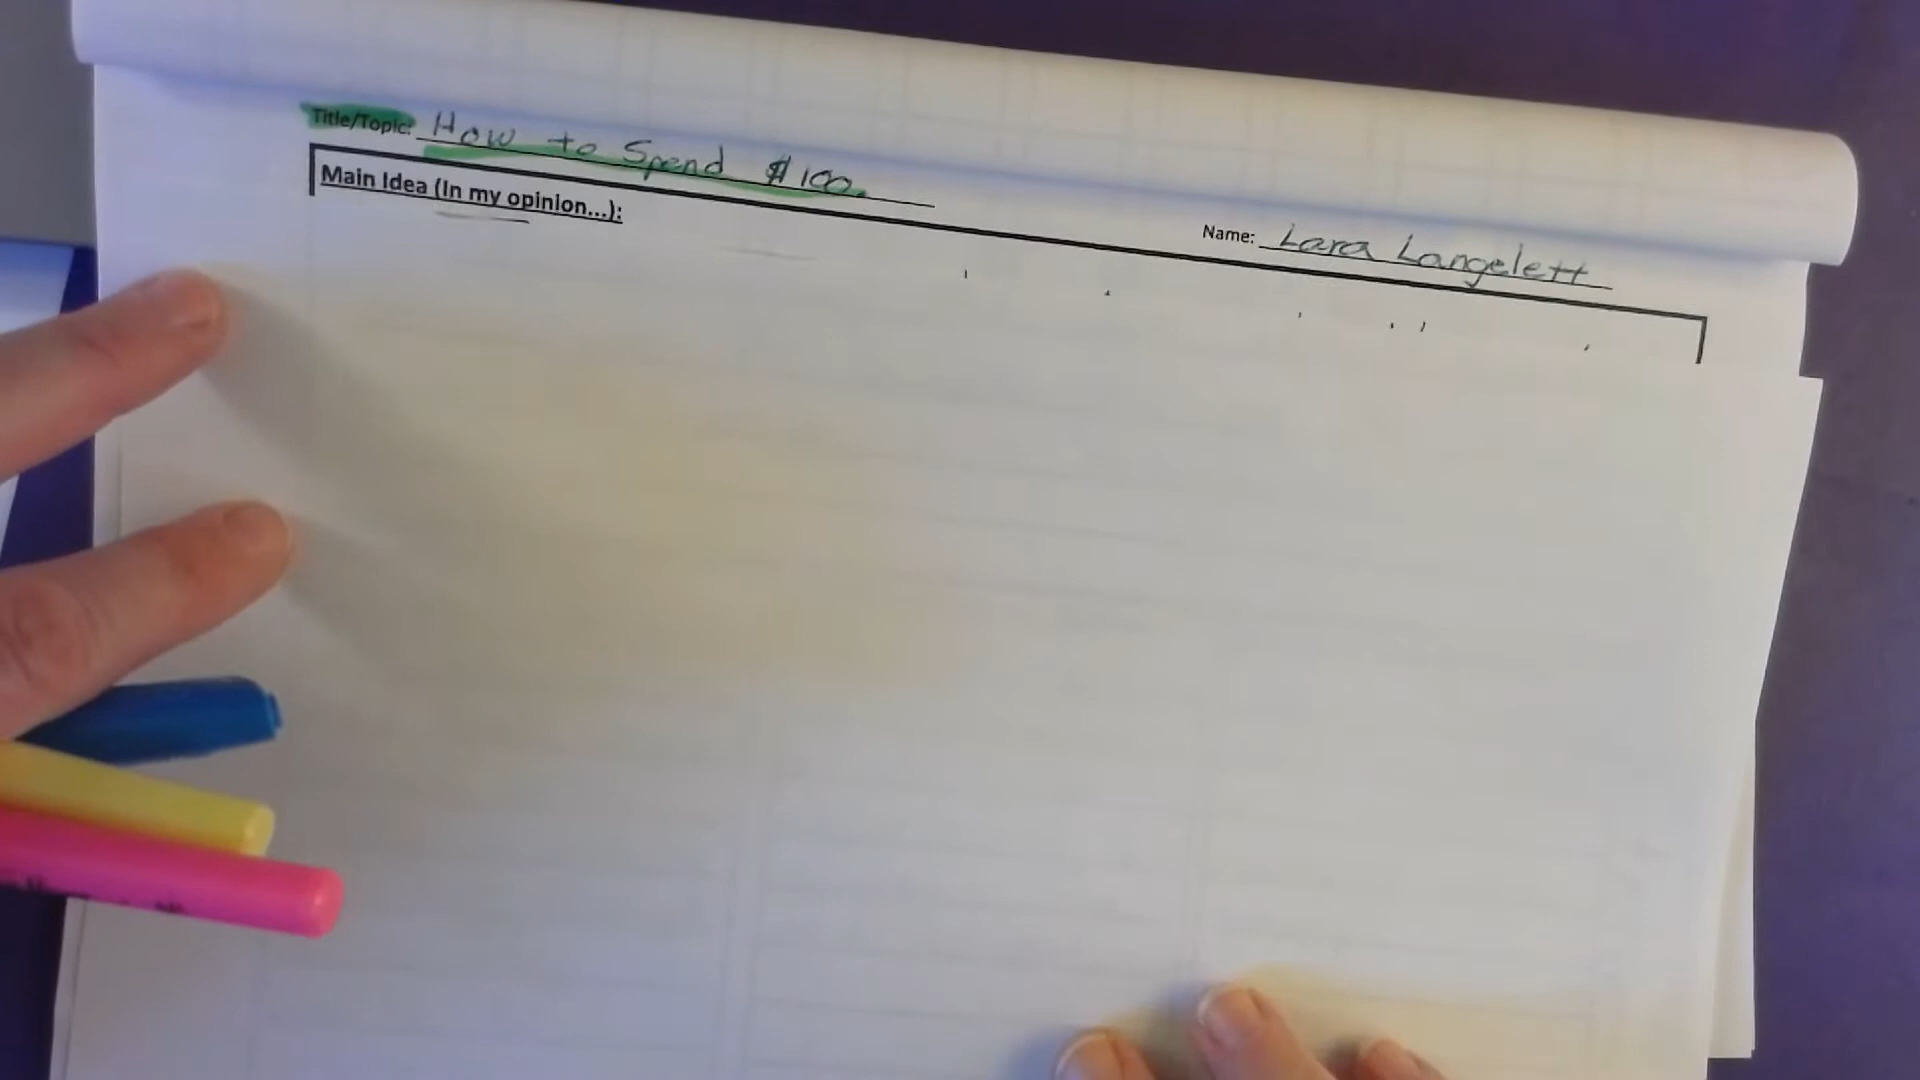 Title/Topic: How to Spend $100.
Name: Lara Langelett
Main Idea (In my opinion...):